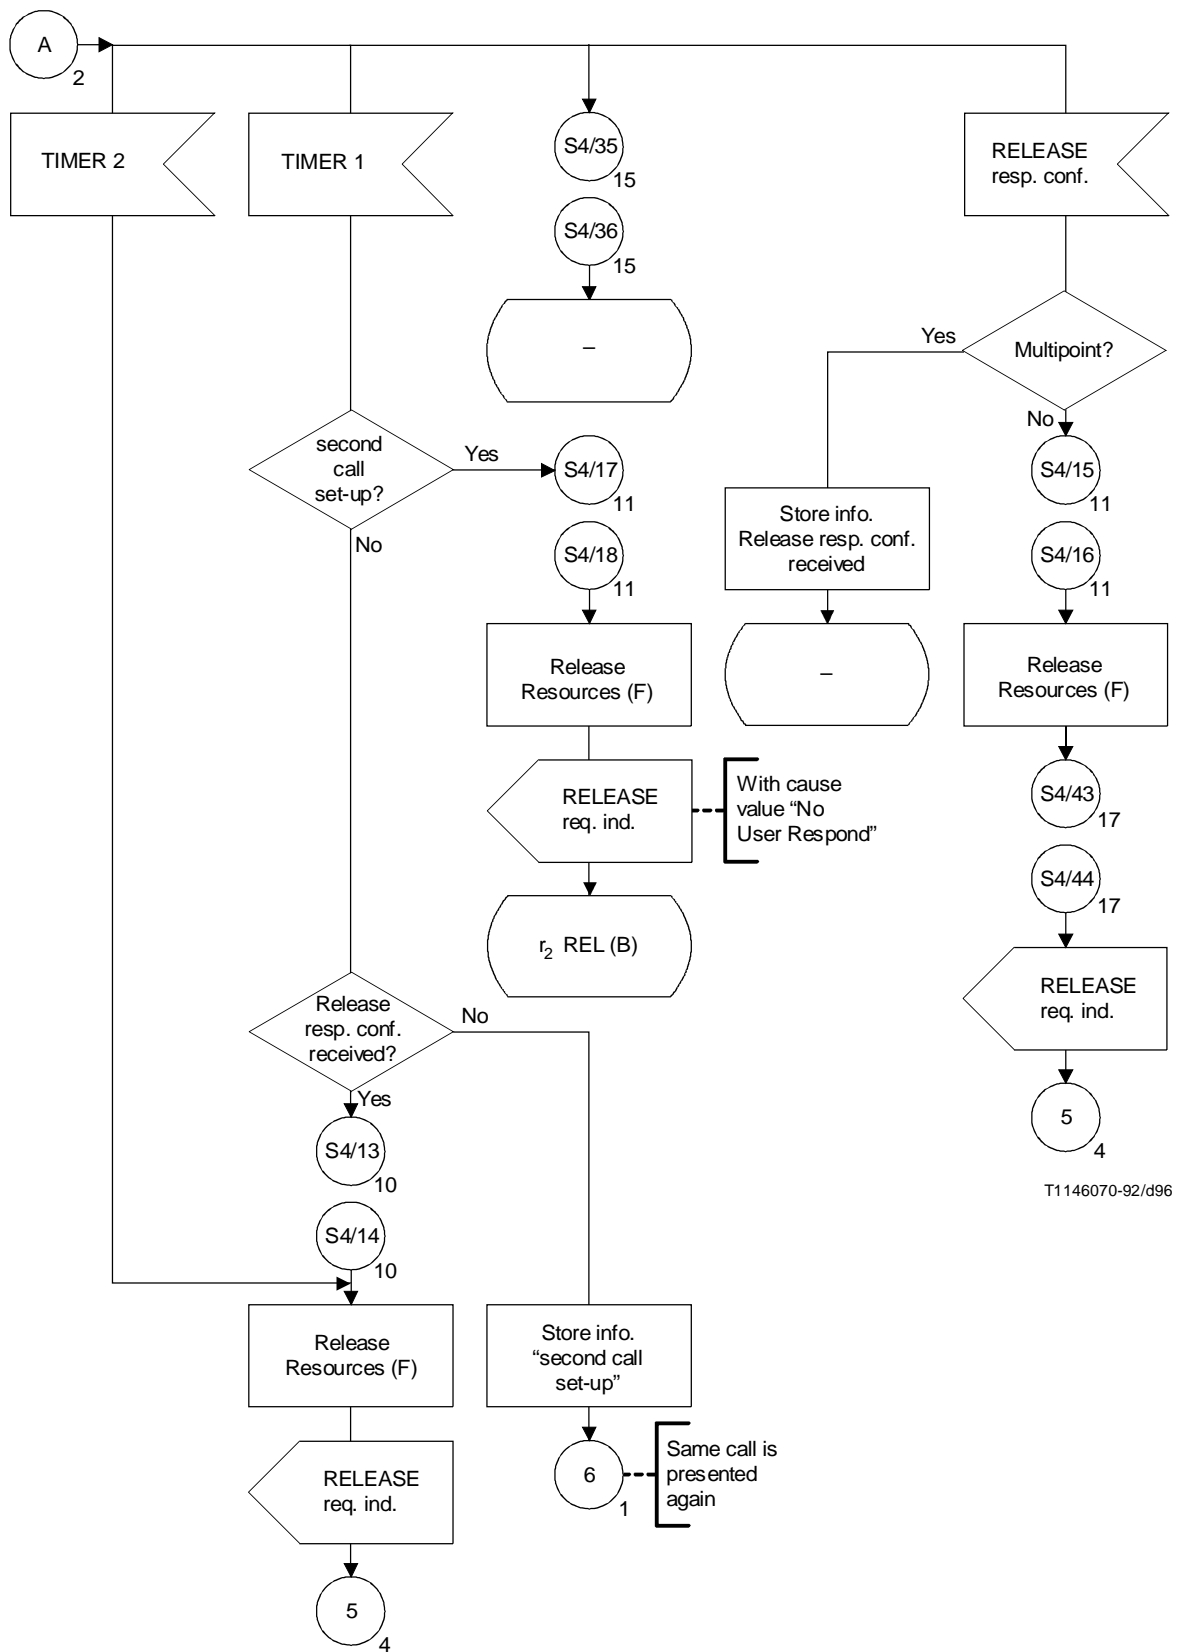 A
2
TIMER 2
TIMER 1
S4/35
15
S4/36
15
–
RELEASE
resp. conf.
Multipoint?
Yes
No
second
call
set-up?
Yes
No
S4/17
11
S4/18
11
Release
Resources (F)
RELEASE
req. ind.
With cause
value “No
User Respond”
r2 REL (B)
Store info.
Release resp. conf.
received
–
S4/15
11
S4/16
11
Release
Resources (F)
S4/43
17
S4/44
17
RELEASE
req. ind.
5
4
T1146070-92/d96
Release
resp. conf.
received?
No
Yes
S4/13
10
S4/14
10
Release
Resources (F)
RELEASE
req. ind.
5
4
Store info.
“second call
set-up”
6
1
Same call is
presented
again